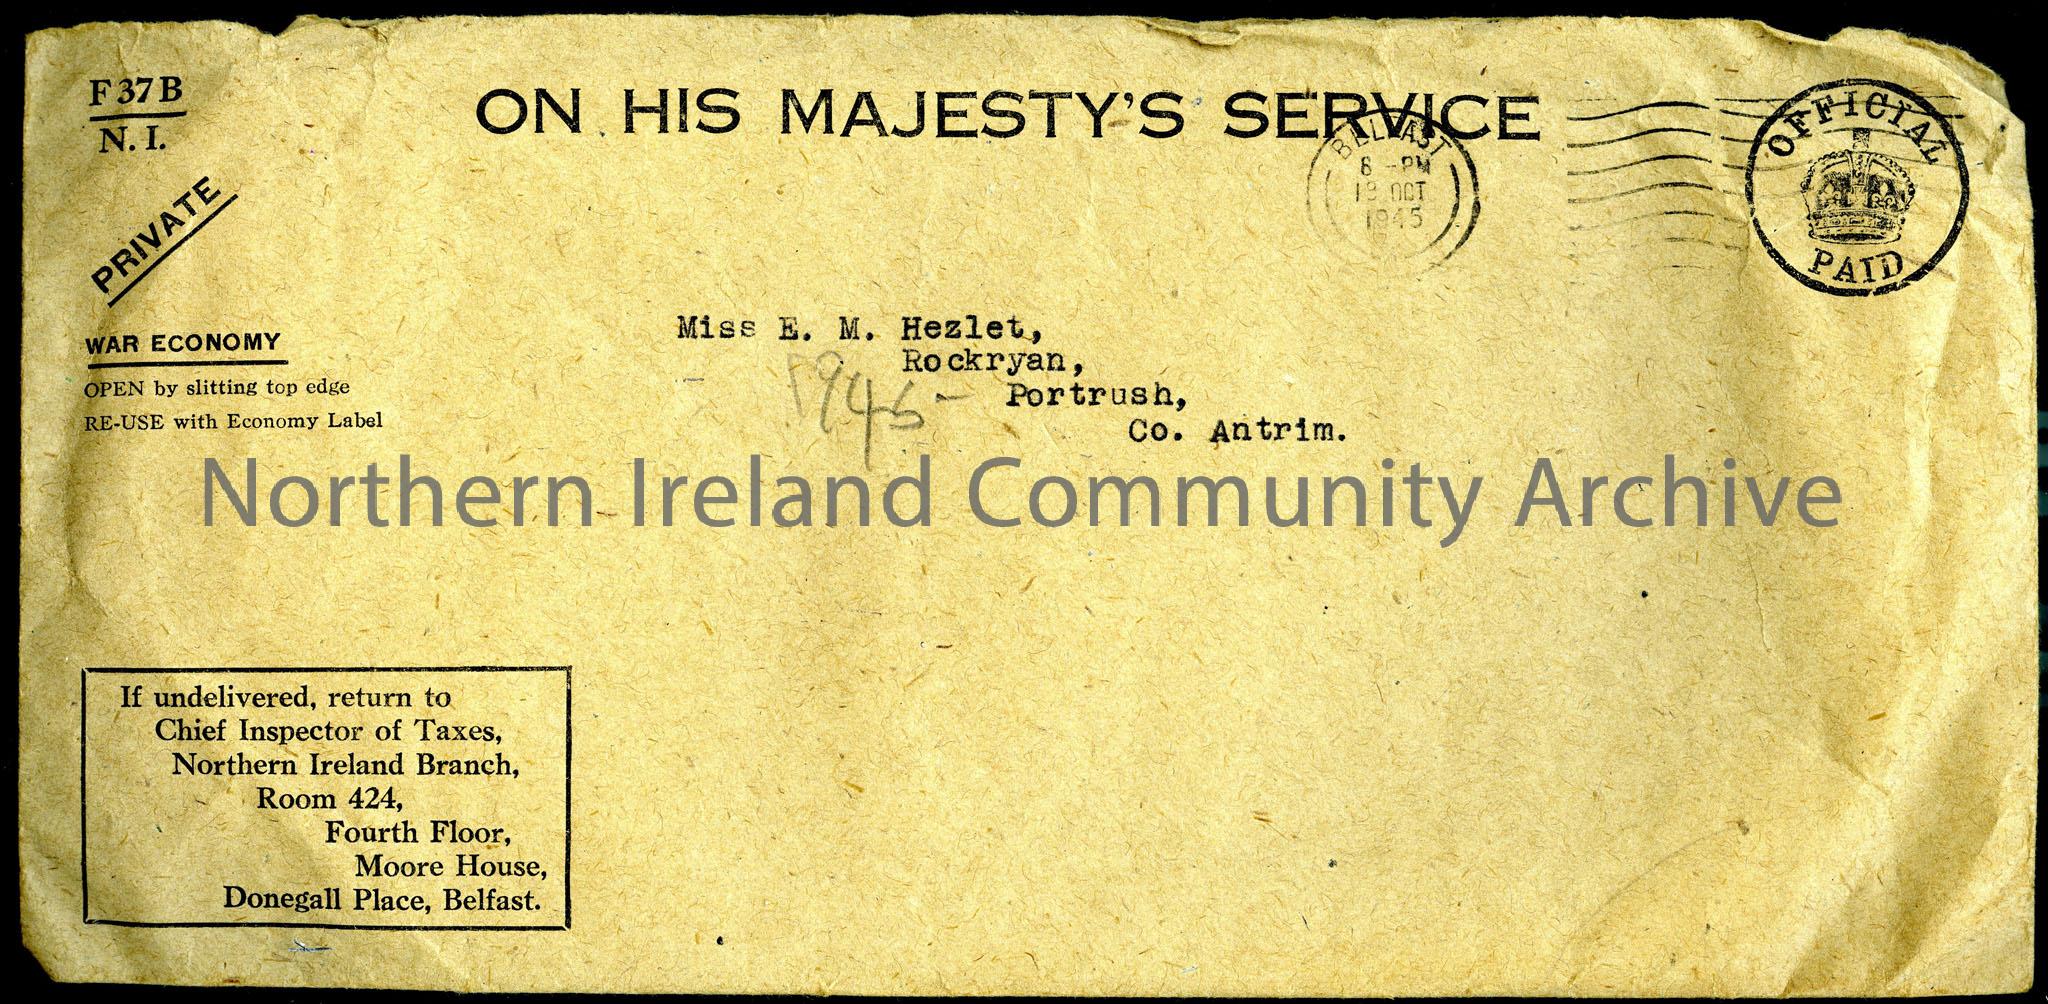 F 37 B
N. I.
ON HIS MAJESTY'S SERVICE
BELFAST
8 -PM
OCT
1945
OFFICIAL
PAID
PRIVATE
WAR ECONOMY
OPEN by slitting top edge
RE-USE with Economy Label
Miss E. M. Hezlet,
Rockryan,
Portrush,
Co. Antrim.
1945-
Northern Ireland Community Archive
If undelivered, return to
Chief Inspector of Taxes,
Northern Ireland Branch,
Room 424,
Fourth Floor,
Moore House,
Donegall Place, Belfast.